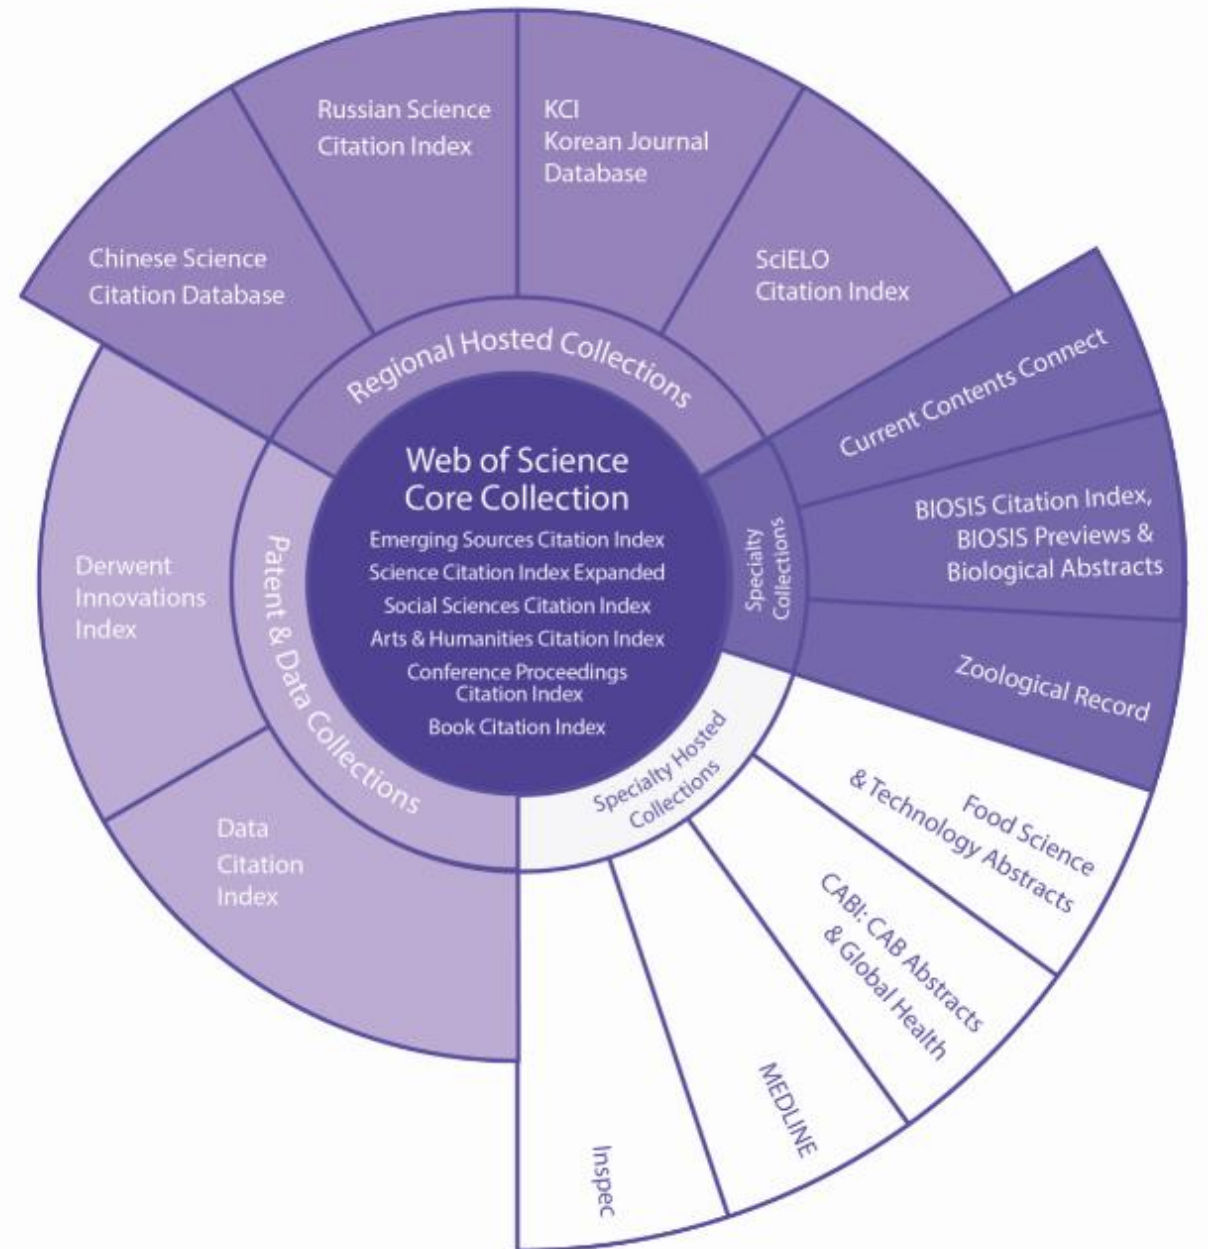 Russian Science
Citation Index
KCI
Korean Journal
Database
Chinese Science
Citation Database
SciELO
Citation Index
Regional Hosted Collections
Current Contents Connect
BIOSIS Citation Index,
BIOSIS Previews &
Biological Abstracts
Zoological Record
Specialty
Collections
Web of Science
Core Collection
Emerging Sources Citation Index
Science Citation Index Expanded
Social Sciences Citation Index
Arts & Humanities Citation Index
Conference Proceedings
Citation Index
Book Citation Index
Patent & Data Collections
Derwent
Innovations
Index
Data
Citation
Index
Specialty Hosted
Collections
Food Science
& Technology Abstracts
CABI: CAB Abstracts
& Global Health
MEDLINE
Inspec